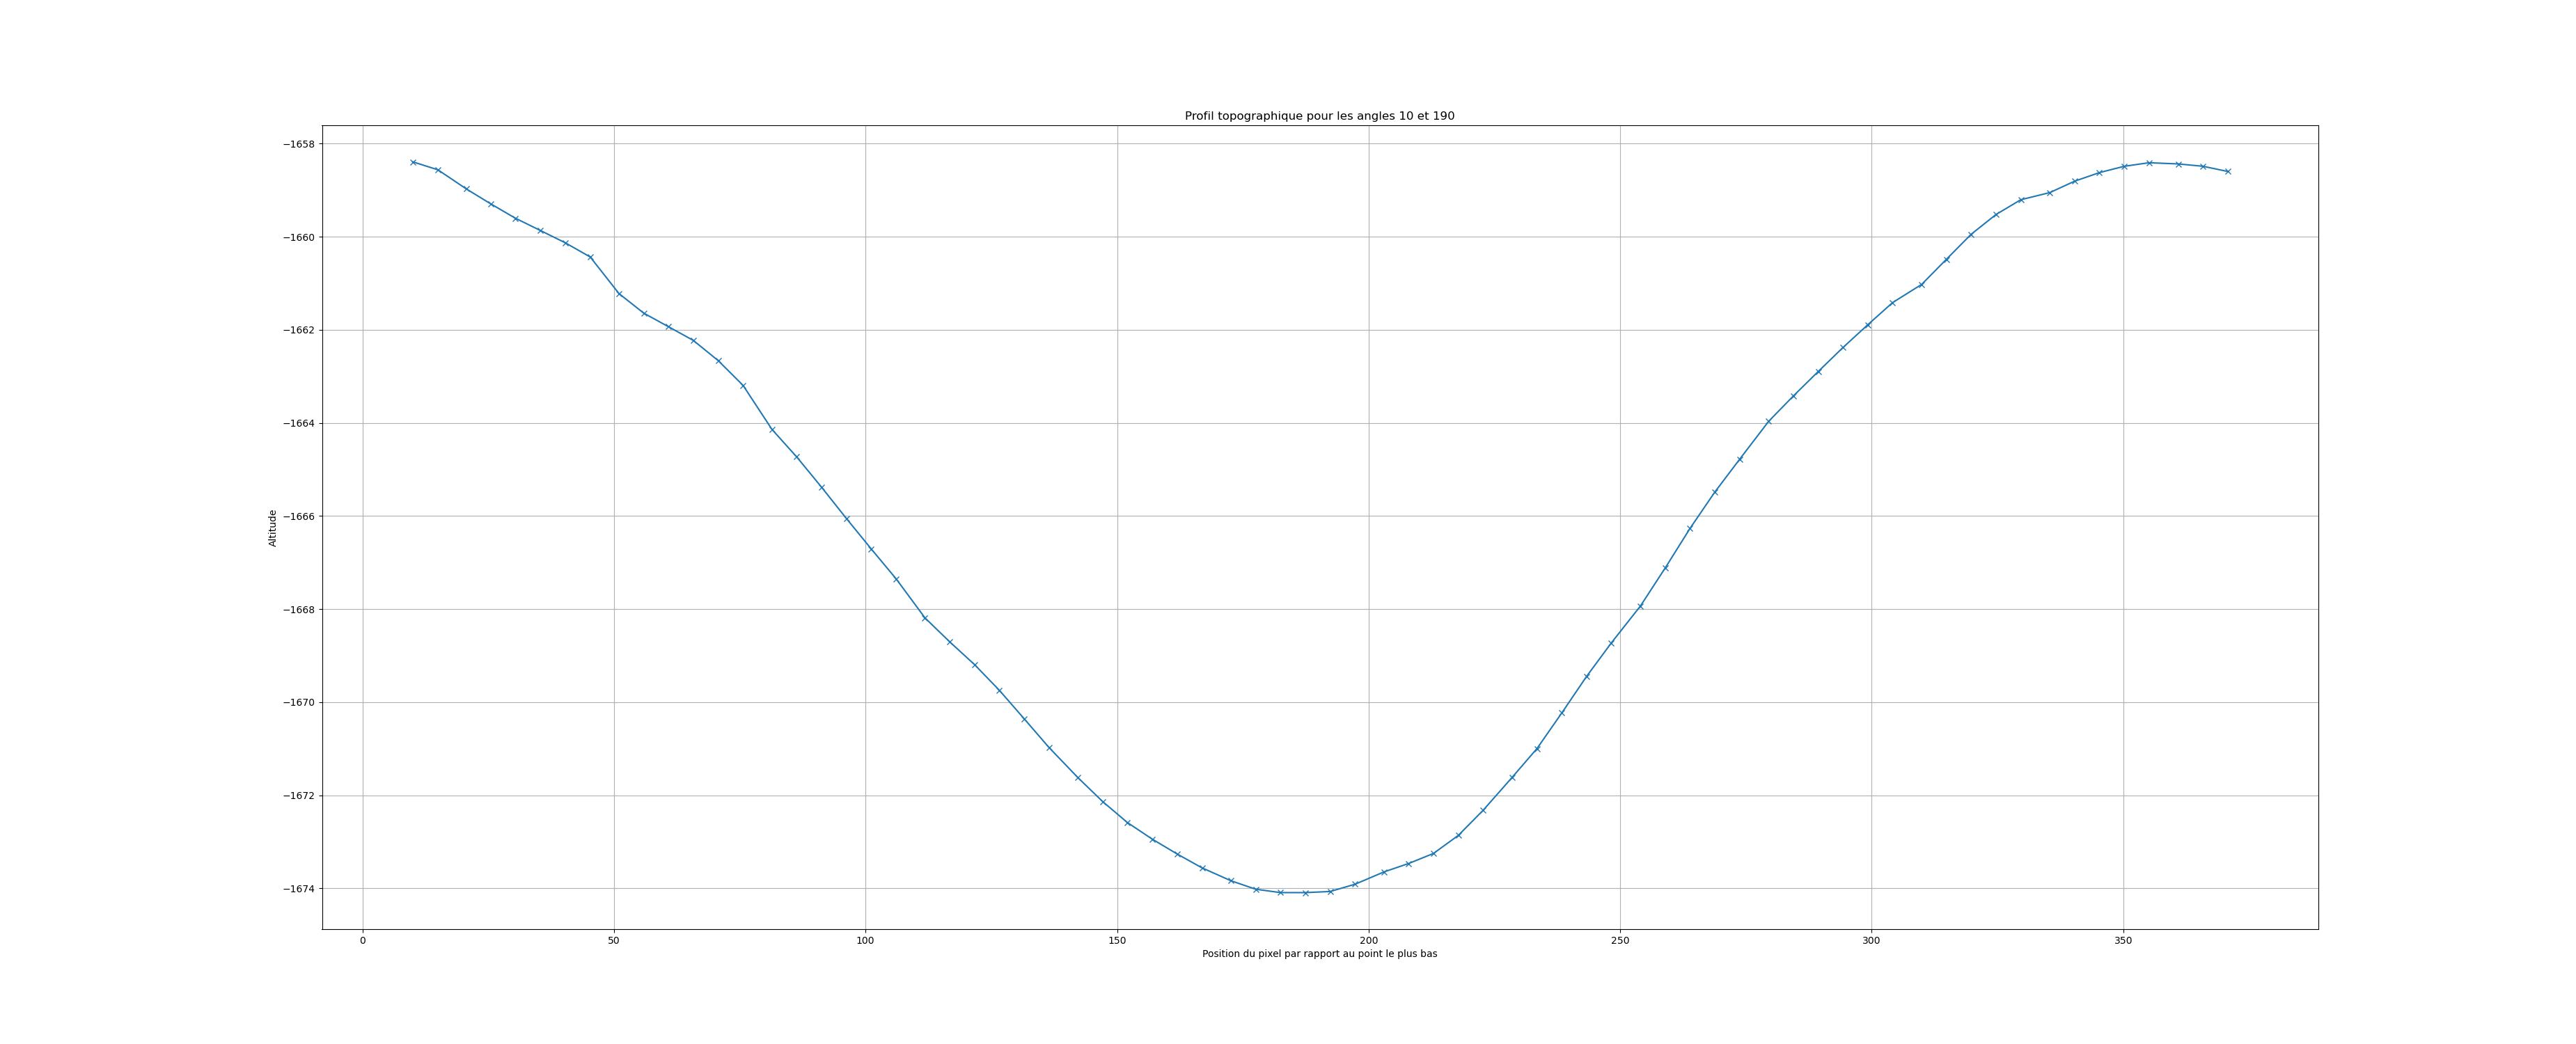 Profil topographique pour les angles 10 et 190
−1658
−1660
−1662
−1664
−1666
−1668
−1670
−1672
−1674
Altitude
0 50 100 150 200 250 300 350
Position du pixel par rapport au point le plus bas